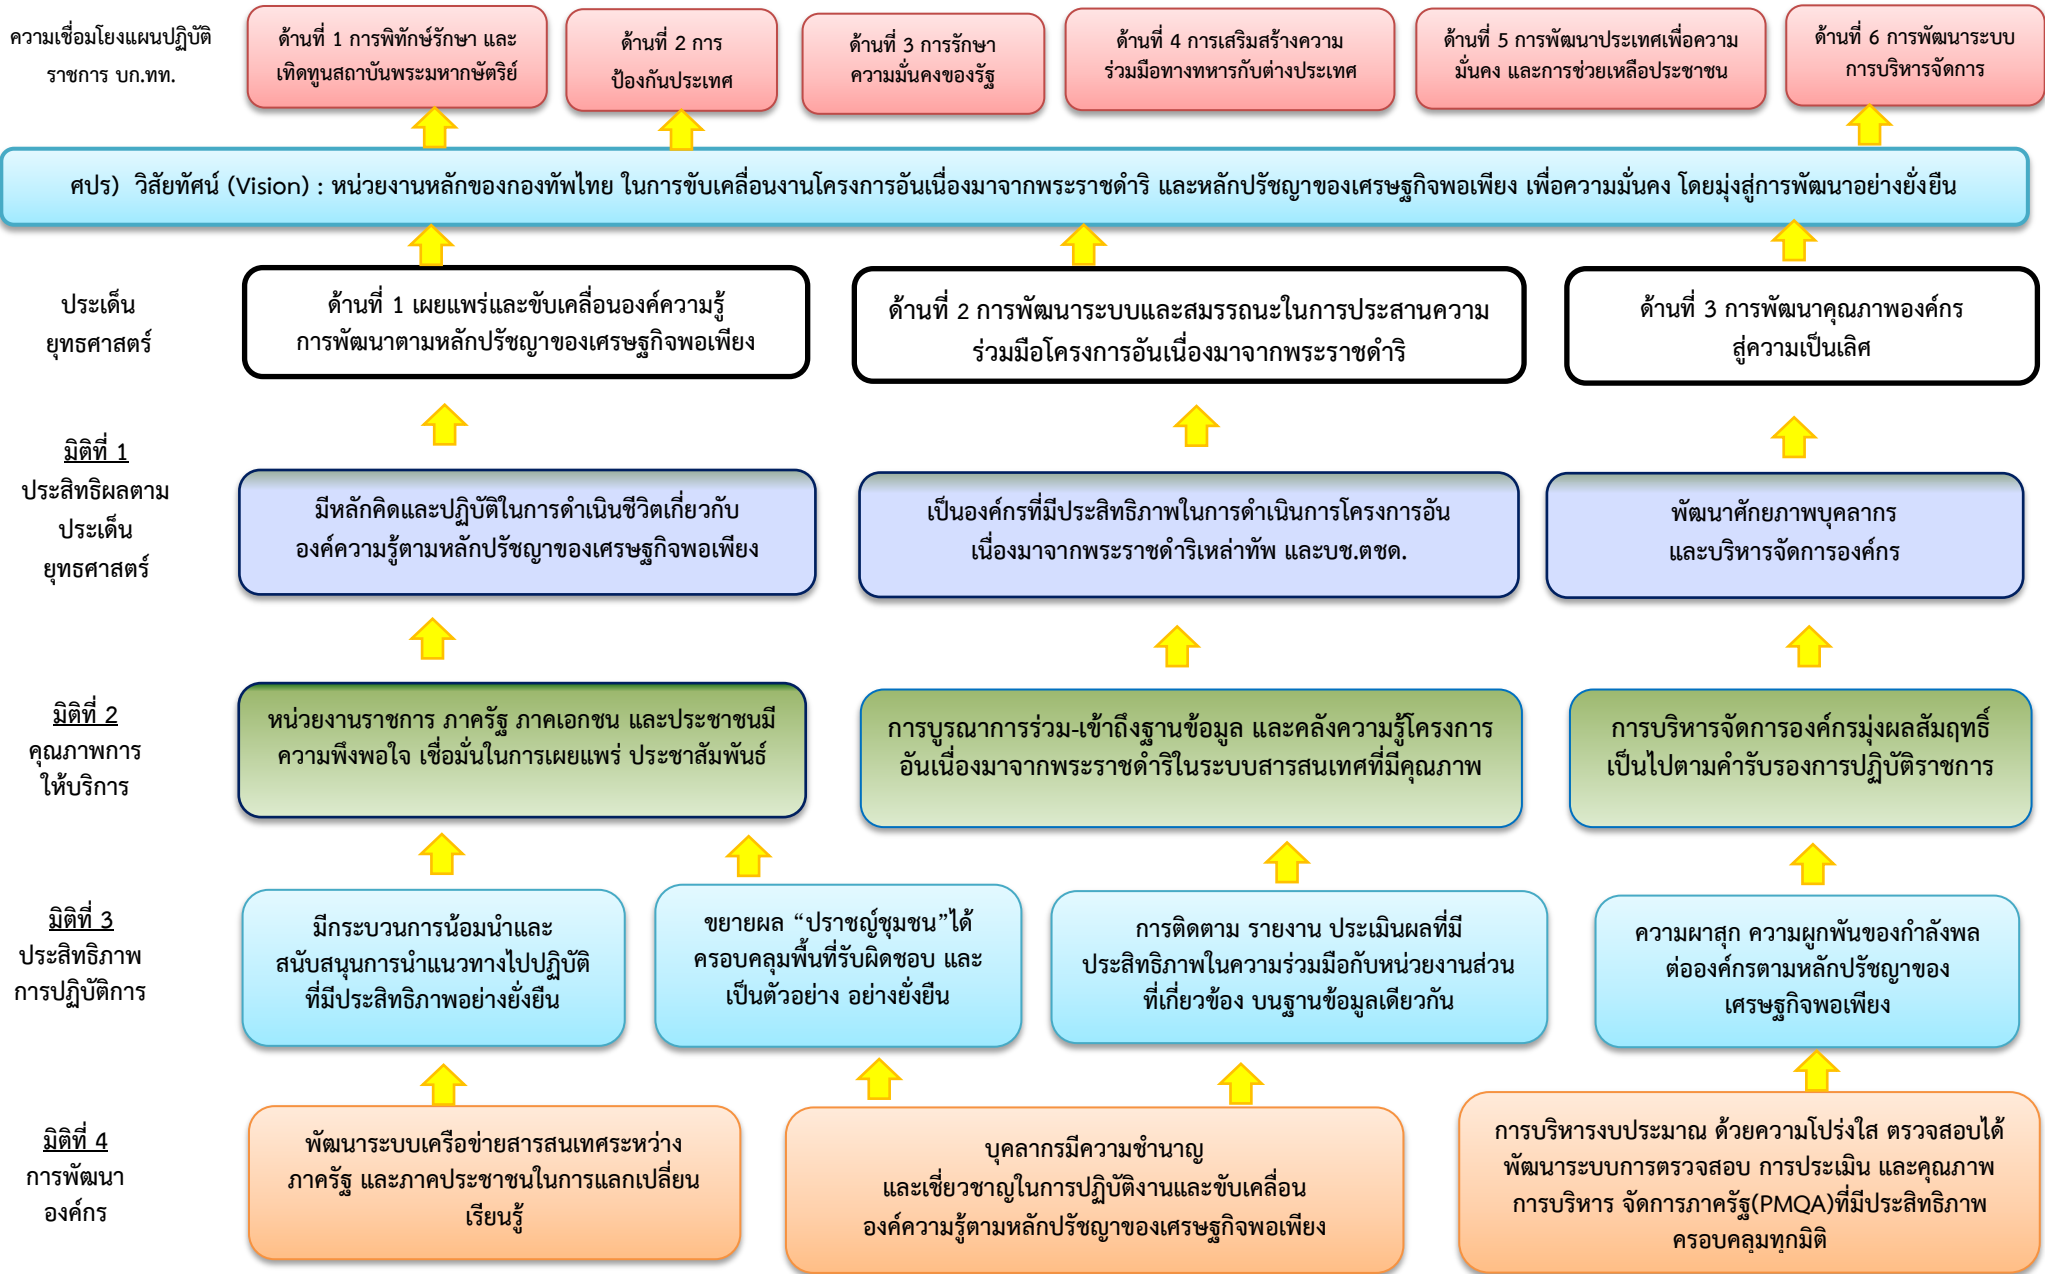 ความเชื่อมโยงแผนปฏิบัติ
ราชการ บก.ทท.
ด้านที่ 1 การพิทักษ์รักษา และ
เทิดทูนสถาบันพระมหากษัตริย์
ด้านที่ 2 การ
ป้องกันประเทศ
ด้านที่ 3 การรักษา
ความมั่นคงของรัฐ
ด้านที่ 4 การเสริมสร้างความ
ร่วมมือทางทหารกับต่างประเทศ
ด้านที่ 5 การพัฒนาประเทศเพื่อความ
มั่นคง และการช่วยเหลือประชาชน
ด้านที่ 6 การพัฒนาระบบ
การบริหารจัดการ
ศปร) วิสัยทัศน์ (Vision) : หน่วยงานหลักของกองทัพไทย ในการขับเคลื่อนงานโครงการอันเนื่องมาจากพระราชดำริ และหลักปรัชญาของเศรษฐกิจพอเพียง เพื่อความมั่นคง โดยมุ่งสู่การพัฒนาอย่างยั่งยืน
ประเด็น
ยุทธศาสตร์
ด้านที่ 1 เผยแพร่และขับเคลื่อนองค์ความรู้
การพัฒนาตามหลักปรัชญาของเศรษฐกิจพอเพียง
ด้านที่ 2 การพัฒนาระบบและสมรรถนะในการประสานความ
ร่วมมือโครงการอันเนื่องมาจากพระราชดำริ
ด้านที่ 3 การพัฒนาคุณภาพองค์กร
สู่ความเป็นเลิศ
มิติที่ 1
ประสิทธิผลตาม
ประเด็น
ยุทธศาสตร์
มีหลักคิดและปฏิบัติในการดำเนินชีวิตเกี่ยวกับ
องค์ความรู้ตามหลักปรัชญาของเศรษฐกิจพอเพียง
เป็นองค์กรที่มีประสิทธิภาพในการดำเนินการโครงการอัน
เนื่องมาจากพระราชดำริเหล่าทัพ และบช.ตชด.
พัฒนาศักยภาพบุคลากร
และบริหารจัดการองค์กร
มิติที่ 2
คุณภาพการ
ให้บริการ
หน่วยงานราชการ ภาครัฐ ภาคเอกชน และประชาชนมี
ความพึงพอใจ เชื่อมั่นในการเผยแพร่ ประชาสัมพันธ์
การบูรณาการร่วม-เข้าถึงฐานข้อมูล และคลังความรู้โครงการ
อันเนื่องมาจากพระราชดำริในระบบสารสนเทศที่มีคุณภาพ
การบริหารจัดการองค์กรมุ่งผลสัมฤทธิ์
เป็นไปตามคำรับรองการปฏิบัติราชการ
มิติที่ 3
ประสิทธิภาพ
การปฏิบัติการ
มีกระบวนการน้อมนำและ
สนับสนุนการนำแนวทางไปปฏิบัติ
ที่มีประสิทธิภาพอย่างยั่งยืน
ขยายผล “ปราชญ์ชุมชน”ได้
ครอบคลุมพื้นที่รับผิดชอบ และ
เป็นตัวอย่าง อย่างยั่งยืน
การติดตาม รายงาน ประเมินผลที่มี
ประสิทธิภาพในความร่วมมือกับหน่วยงานส่วน
ที่เกี่ยวข้อง บนฐานข้อมูลเดียวกัน
ความผาสุก ความผูกพันของกำลังพล
ต่อองค์กรตามหลักปรัชญาของ
เศรษฐกิจพอเพียง
มิติที่ 4
การพัฒนา
องค์กร
พัฒนาระบบเครือข่ายสารสนเทศระหว่าง
ภาครัฐ และภาคประชาชนในการแลกเปลี่ยน
เรียนรู้
บุคลากรมีความชำนาญ
และเชี่ยวชาญในการปฏิบัติงานและขับเคลื่อน
องค์ความรู้ตามหลักปรัชญาของเศรษฐกิจพอเพียง
การบริหารงบประมาณ ด้วยความโปร่งใส ตรวจสอบได้
พัฒนาระบบการตรวจสอบ การประเมิน และคุณภาพ
การบริหาร จัดการภาครัฐ(PMQA)ที่มีประสิทธิภาพ
ครอบคลุมทุกมิติ